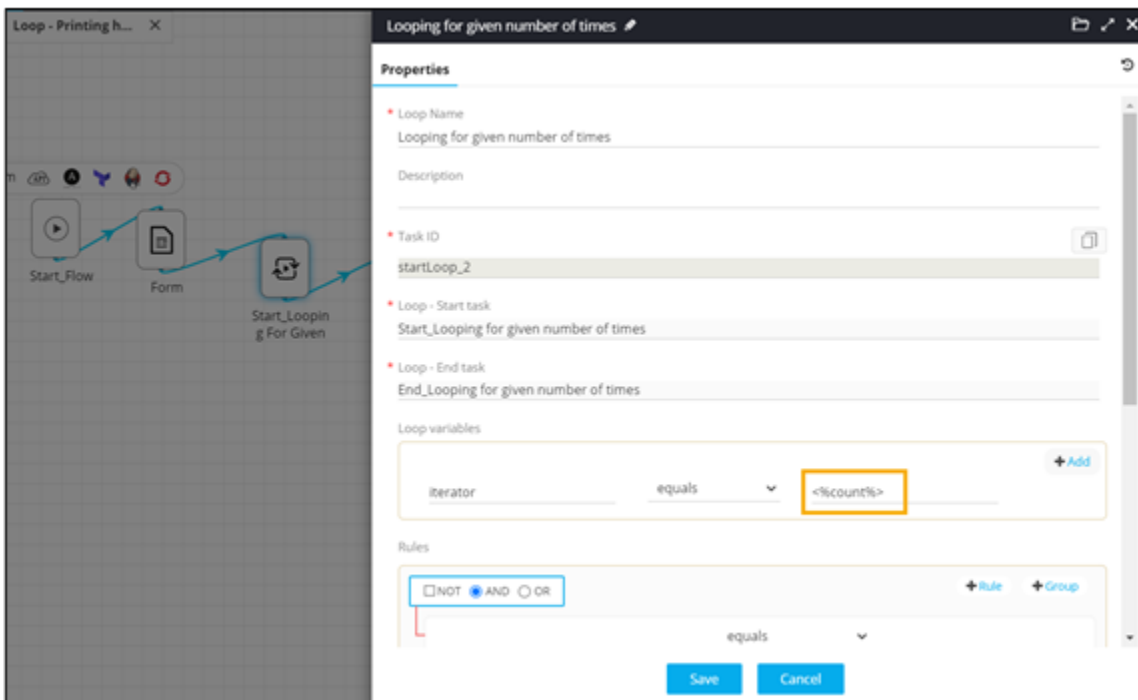 Loop - Printing h... ×
Looping for given number of times
Properties
* Loop Name
Looping for given number of times
Description
* Task ID
startLoop_2
* Loop - Start task
Start_Looping for given number of times
* Loop - End task
End_Looping for given number of times
Loop variables
+ Add
iterator equals <%count%>
Rules
NOT AND OR + Rule + Group
equals
Save Cancel
Start_Flow
Form
Start_Loopin
g For Given